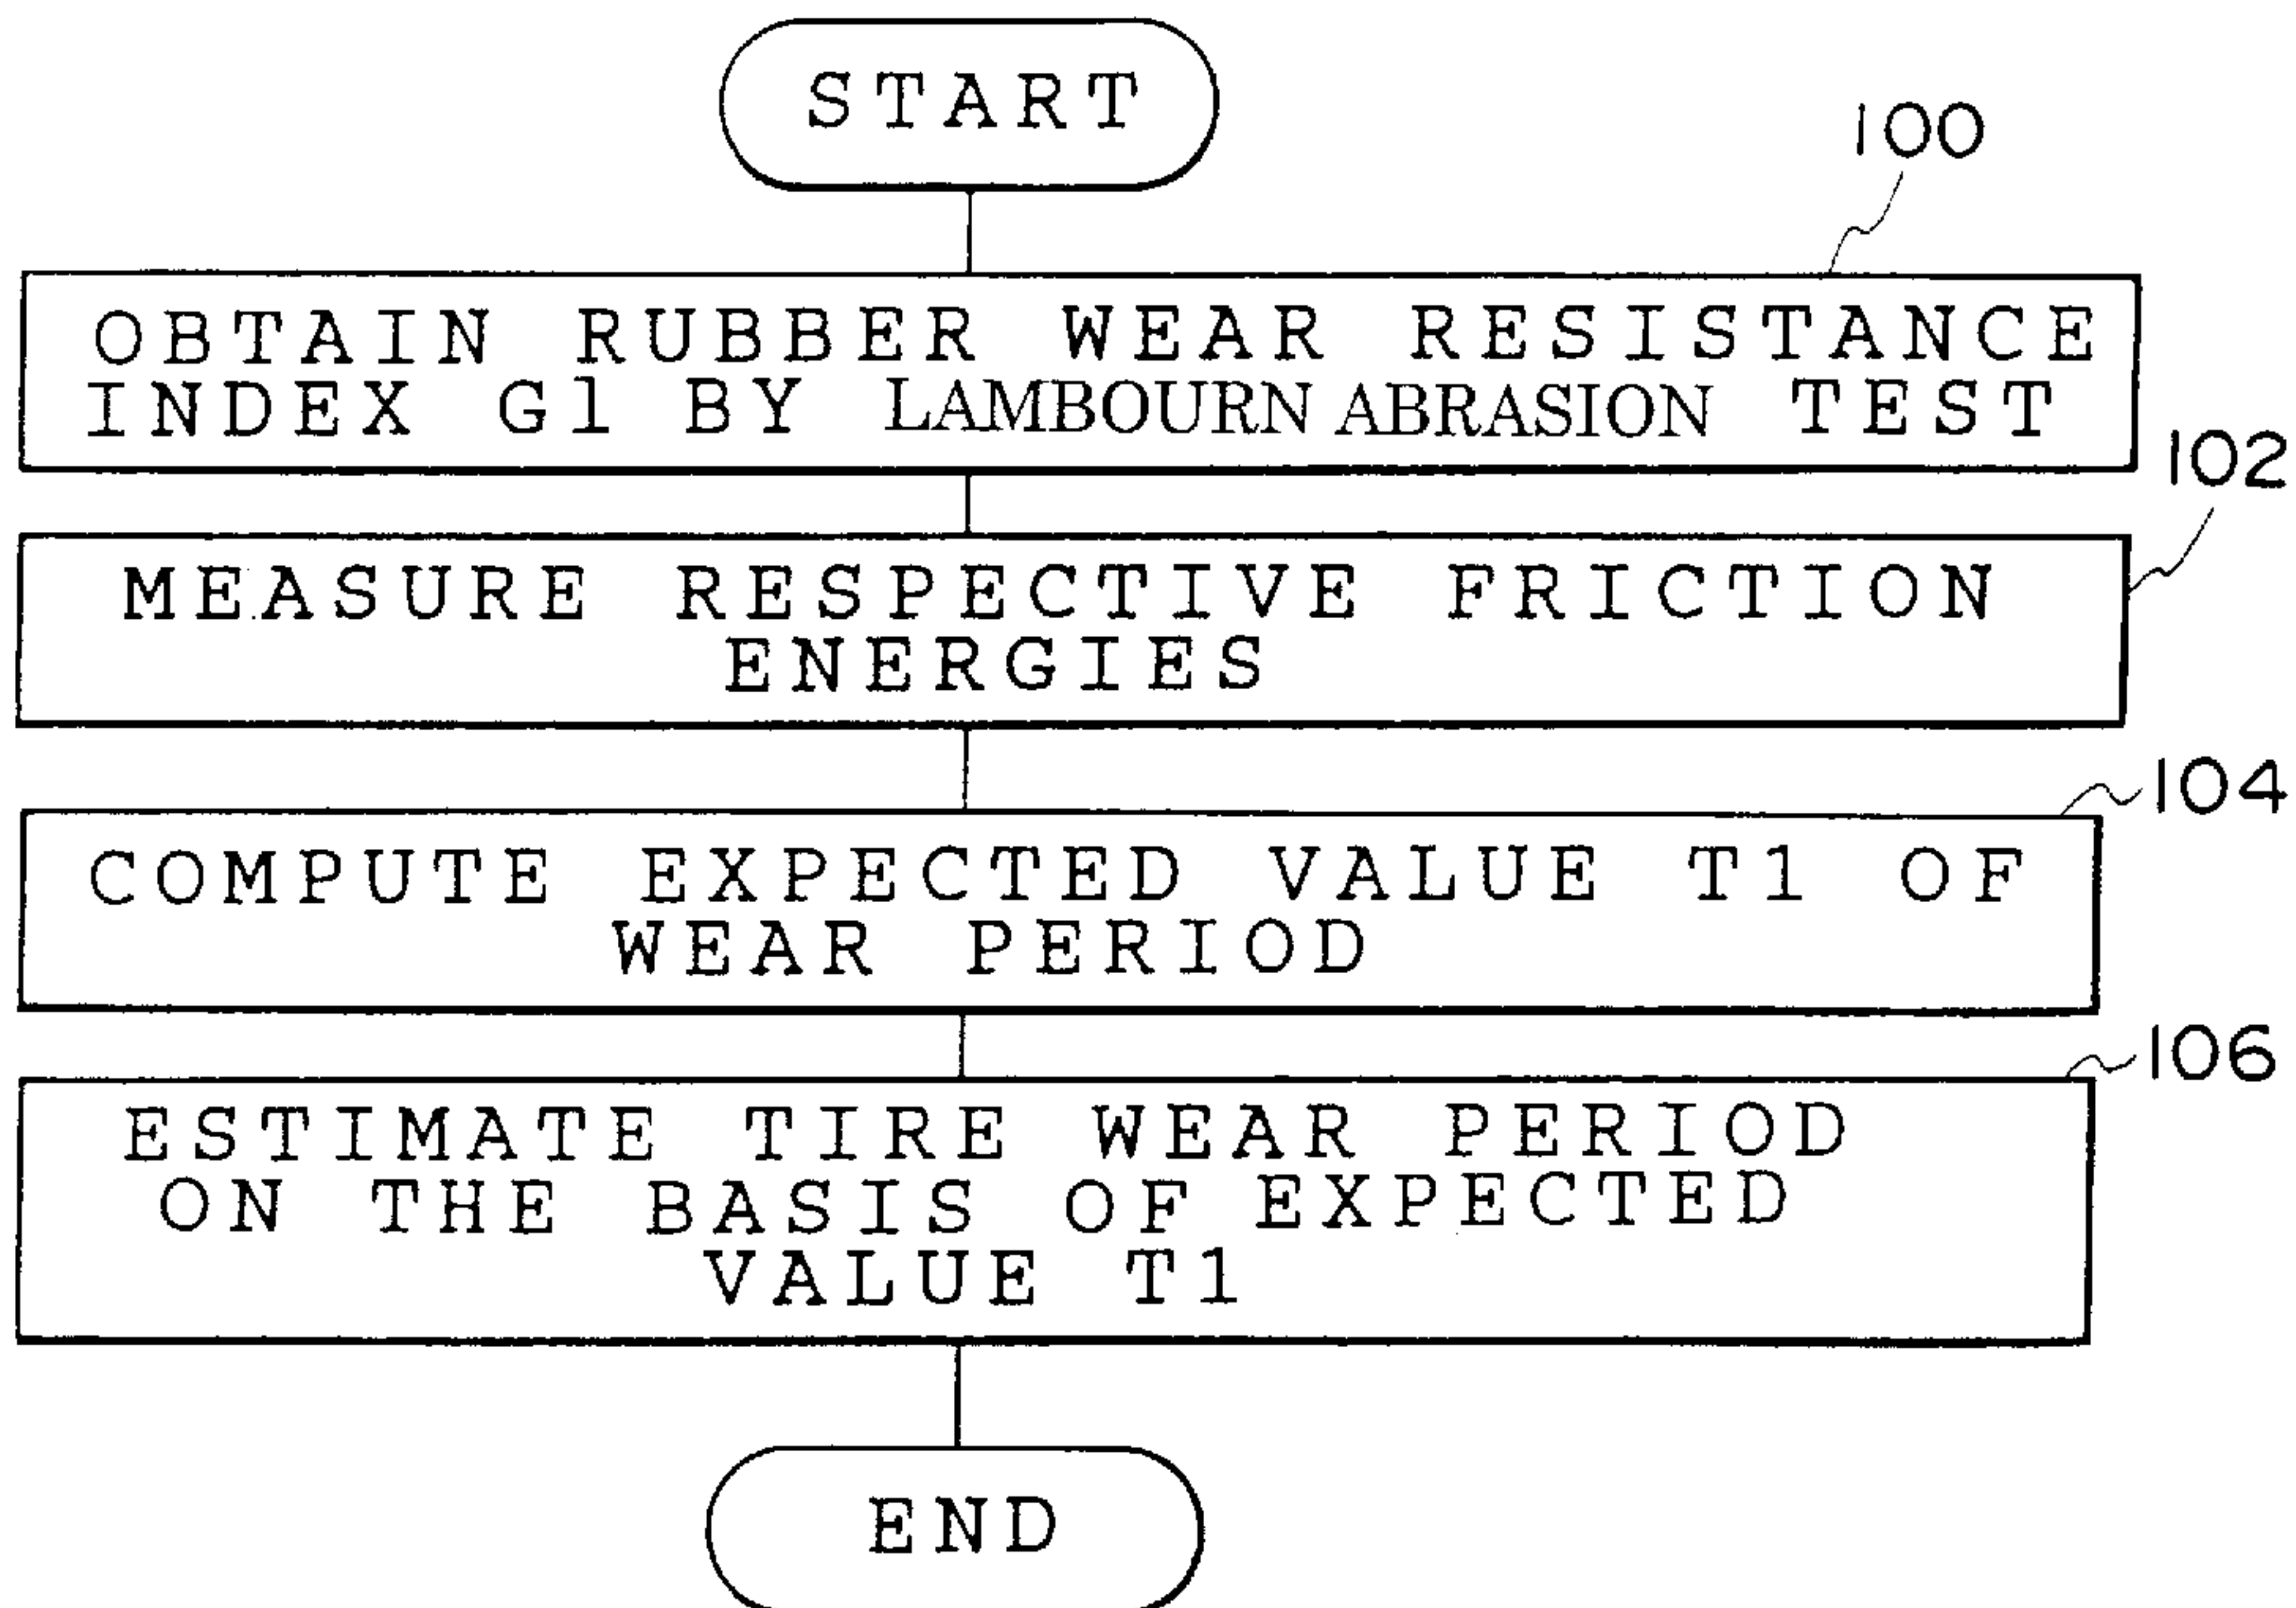 START
100
OBTAIN RUBBER WEAR RESISTANCE
INDEX G1 BY LAMBOURN ABRASION TEST
102
MEASURE RESPECTIVE FRICTION
ENERGIES
104
COMPUTE EXPECTED VALUE T1 OF
WEAR PERIOD
106
ESTIMATE TIRE WEAR PERIOD
ON THE BASIS OF EXPECTED
VALUE T1
END